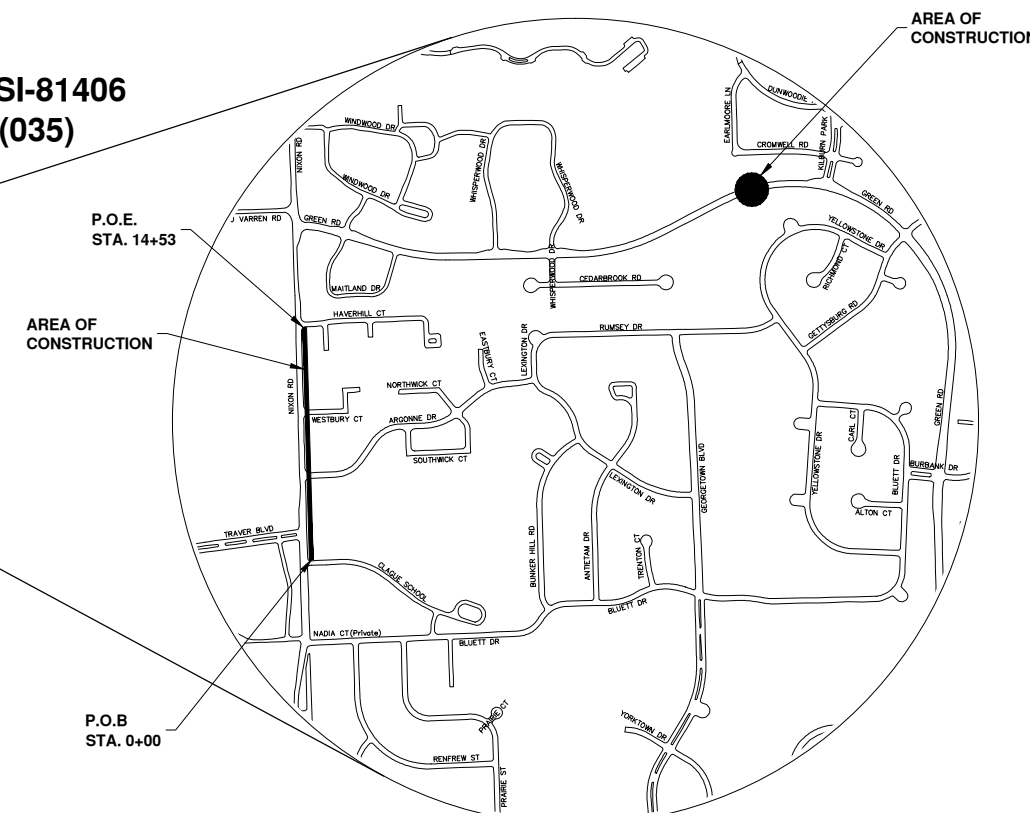 AREA OF
CONSTRUCTION
SI-81406
(035)
DUNWOODIE
EARLMOORE LN
KILBURN PARK
CROMWELL RD
WINDWOOD DR
NIXON RD
WHISPERWOOD DR
WHISPERWOOD DR
WINDWOOD DR
GREEN RD
P.O.E.
STA. 14+53
VARREN RD
GREEN RD
YELLOWSTONE DR
RICHMOND CT
WHISPERWOOD DR
CEDARBROOK RD
MAITLAND DR
GETTYSBURG RD
HAVERHILL CT
AREA OF
CONSTRUCTION
RUMSEY DR
LEXINGTON DR
EASTBURY CT
NIXON RD
NORTHWICK CT
WESTBURY CT
ARGONNE DR
SOUTHWICK CT
GREEN RD
CARL CT
YELLOWSTONE DR
BLUETT DR
BURBANK DR
GEORGETOWN BLVD
LEXINGTON DR
ALTON CT
TRAVER BLVD
BUNKER HILL RD
ANTIETAM DR
TRENTON CT
CLAGUE SCHOOL
BLUETT DR
NADIA CT(Private)
BLUETT DR
P.O.B
STA. 0+00
PRAIRIE CT
YORKTOWN DR
RENFREW ST
PRAIRIE ST